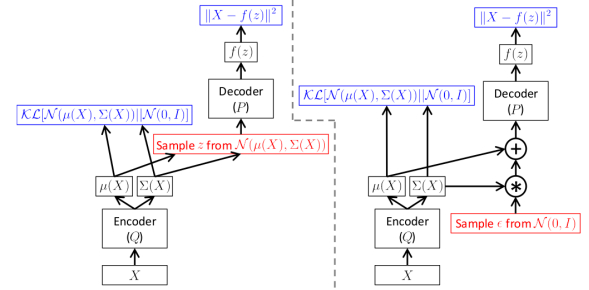 ‖X − f(z)‖²
f(z)
Decoder
(P)
𝒦ℒ[𝒩(μ(X), Σ(X))||𝒩(0, I)]
Sample z from 𝒩(μ(X), Σ(X))
μ(X)
Σ(X)
Encoder
(Q)
X
‖X − f(z)‖²
f(z)
𝒦ℒ[𝒩(μ(X), Σ(X))||𝒩(0, I)]
Decoder
(P)
+
μ(X)
Σ(X)
*
Encoder
(Q)
Sample ϵ from 𝒩(0, I)
X